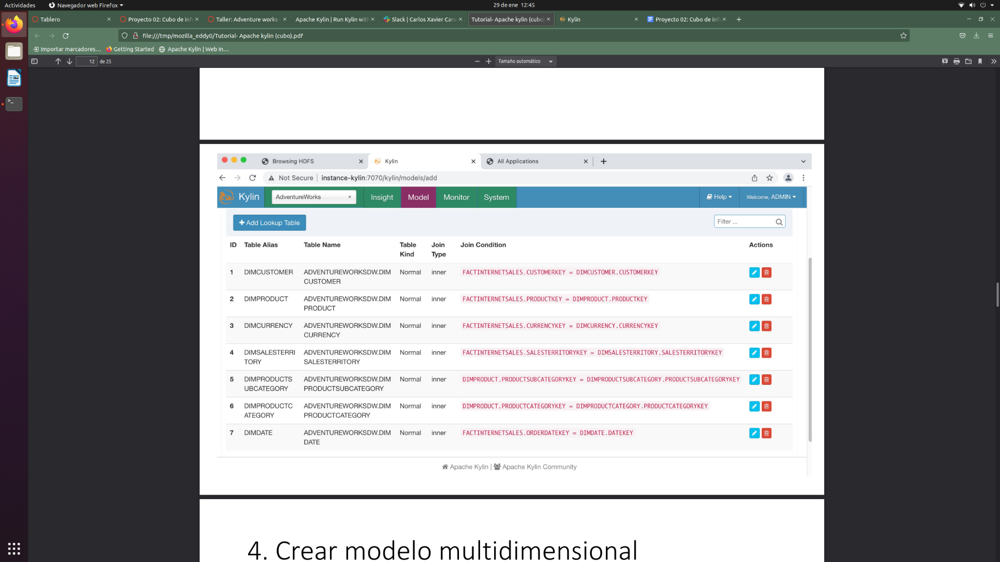 Actividades
Navegador web Firefox
29 de ene 12:45
Tablero
Proyecto 02: Cubo de inf
Taller: Adventure works -
Apache Kylin | Run Kylin wit
Slack | Carlos Xavier Carv
Tutorial- Apache kylin (cubo)
Kylin
Proyecto 02: Cubo de inf
file:///tmp/mozilla_eddy0/Tutorial- Apache kylin (cubo).pdf
Importar marcadores...
Getting Started
Apache Kylin | Web In...
12 de 25
Tamaño automático
Browsing HDFS
Kylin
All Applications
Not Secure | instance-kylin:7070/kylin/models/add
Kylin
AdventureWorks
Insight
Model
Monitor
System
Help
Welcome, ADMIN
Add Lookup Table
Filter ...
ID Table Alias Table Name Table Kind Join Type Join Condition Actions
1 DIMCUSTOMER ADVENTUREWORKSDW.DIM Normal inner FACTINTERNETSALES.CUSTOMERKEY = DIMCUSTOMER.CUSTOMERKEY
CUSTOMER
2 DIMPRODUCT ADVENTUREWORKSDW.DIM Normal inner FACTINTERNETSALES.PRODUCTKEY = DIMPRODUCT.PRODUCTKEY
PRODUCT
3 DIMCURRENCY ADVENTUREWORKSDW.DIM Normal inner FACTINTERNETSALES.CURRENCYKEY = DIMCURRENCY.CURRENCYKEY
CURRENCY
4 DIMSALESTERRI ADVENTUREWORKSDW.DIM Normal inner FACTINTERNETSALES.SALESTERRITORYKEY = DIMSALESTERRITORY.SALESTERRITORYKEY
TORY SALESTERRITORY
5 DIMPRODUCTS ADVENTUREWORKSDW.DIM Normal inner DIMPRODUCT.PRODUCTSUBCATEGORYKEY = DIMPRODUCTSUBCATEGORY.PRODUCTSUBCATEGORYKEY
UBCATEGORY PRODUCTSUBCATEGORY
6 DIMPRODUCTC ADVENTUREWORKSDW.DIM Normal inner DIMPRODUCT.PRODUCTCATEGORYKEY = DIMPRODUCTCATEGORY.PRODUCTCATEGORYKEY
ATEGORY PRODUCTCATEGORY
7 DIMDATE ADVENTUREWORKSDW.DIM Normal inner FACTINTERNETSALES.ORDERDATEKEY = DIMDATE.DATEKEY
DATE
Apache Kylin | Apache Kylin Community
4. Crear modelo multidimensional